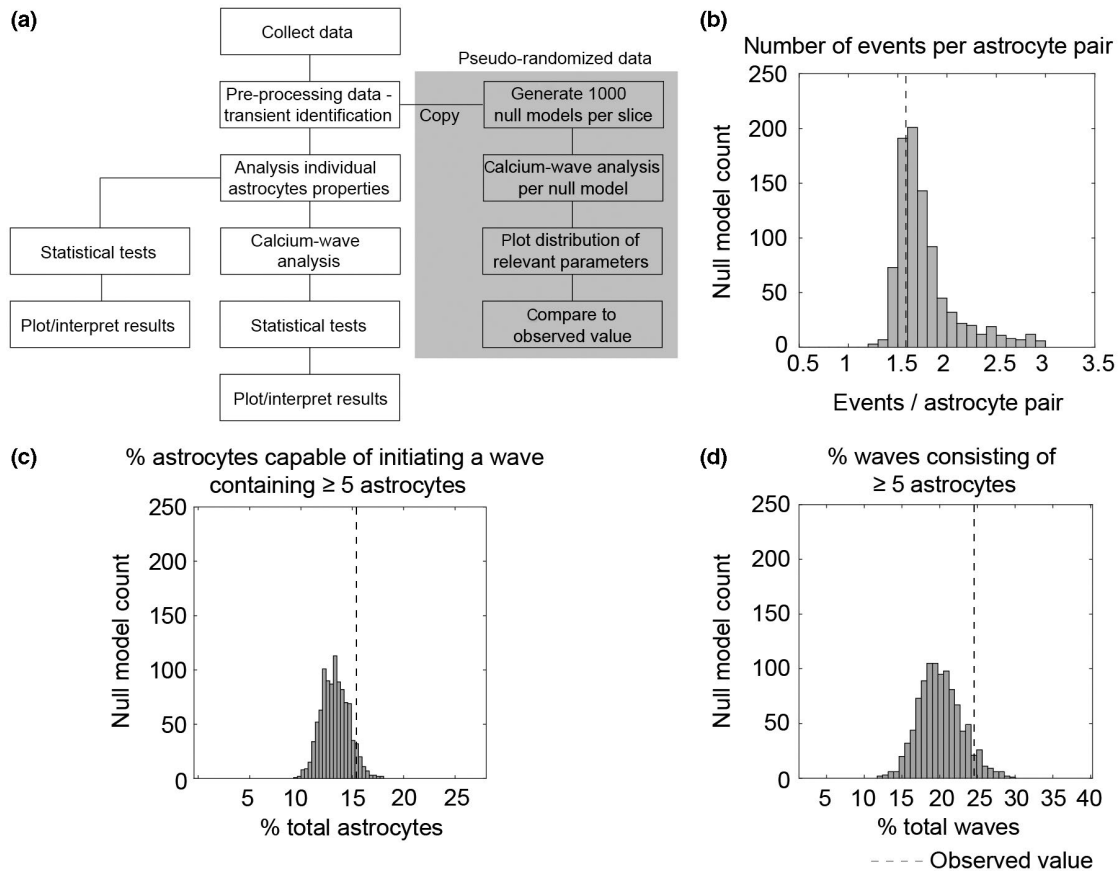 (a)
Collect data
Pseudo-randomized data
Pre-processing data -
transient identification
Copy
Generate 1000
null models per slice
Analysis individual
astrocytes properties
Calcium-wave analysis
per null model
Statistical tests
Calcium-wave
analysis
Plot distribution of
relevant parameters
Plot/interpret results
Statistical tests
Compare to
observed value
Plot/interpret results
(b)
Number of events per astrocyte pair
Null model count
250
200
150
100
50
0
0.5 1 1.5 2 2.5 3 3.5
Events / astrocyte pair
(c)
% astrocytes capable of initiating a wave
containing ≥ 5 astrocytes
Null model count
250
200
150
100
50
0
5 10 15 20 25
% total astrocytes
(d)
% waves consisting of
≥ 5 astrocytes
Null model count
250
200
150
100
50
0
5 10 15 20 25 30 35 40
% total waves
Observed value